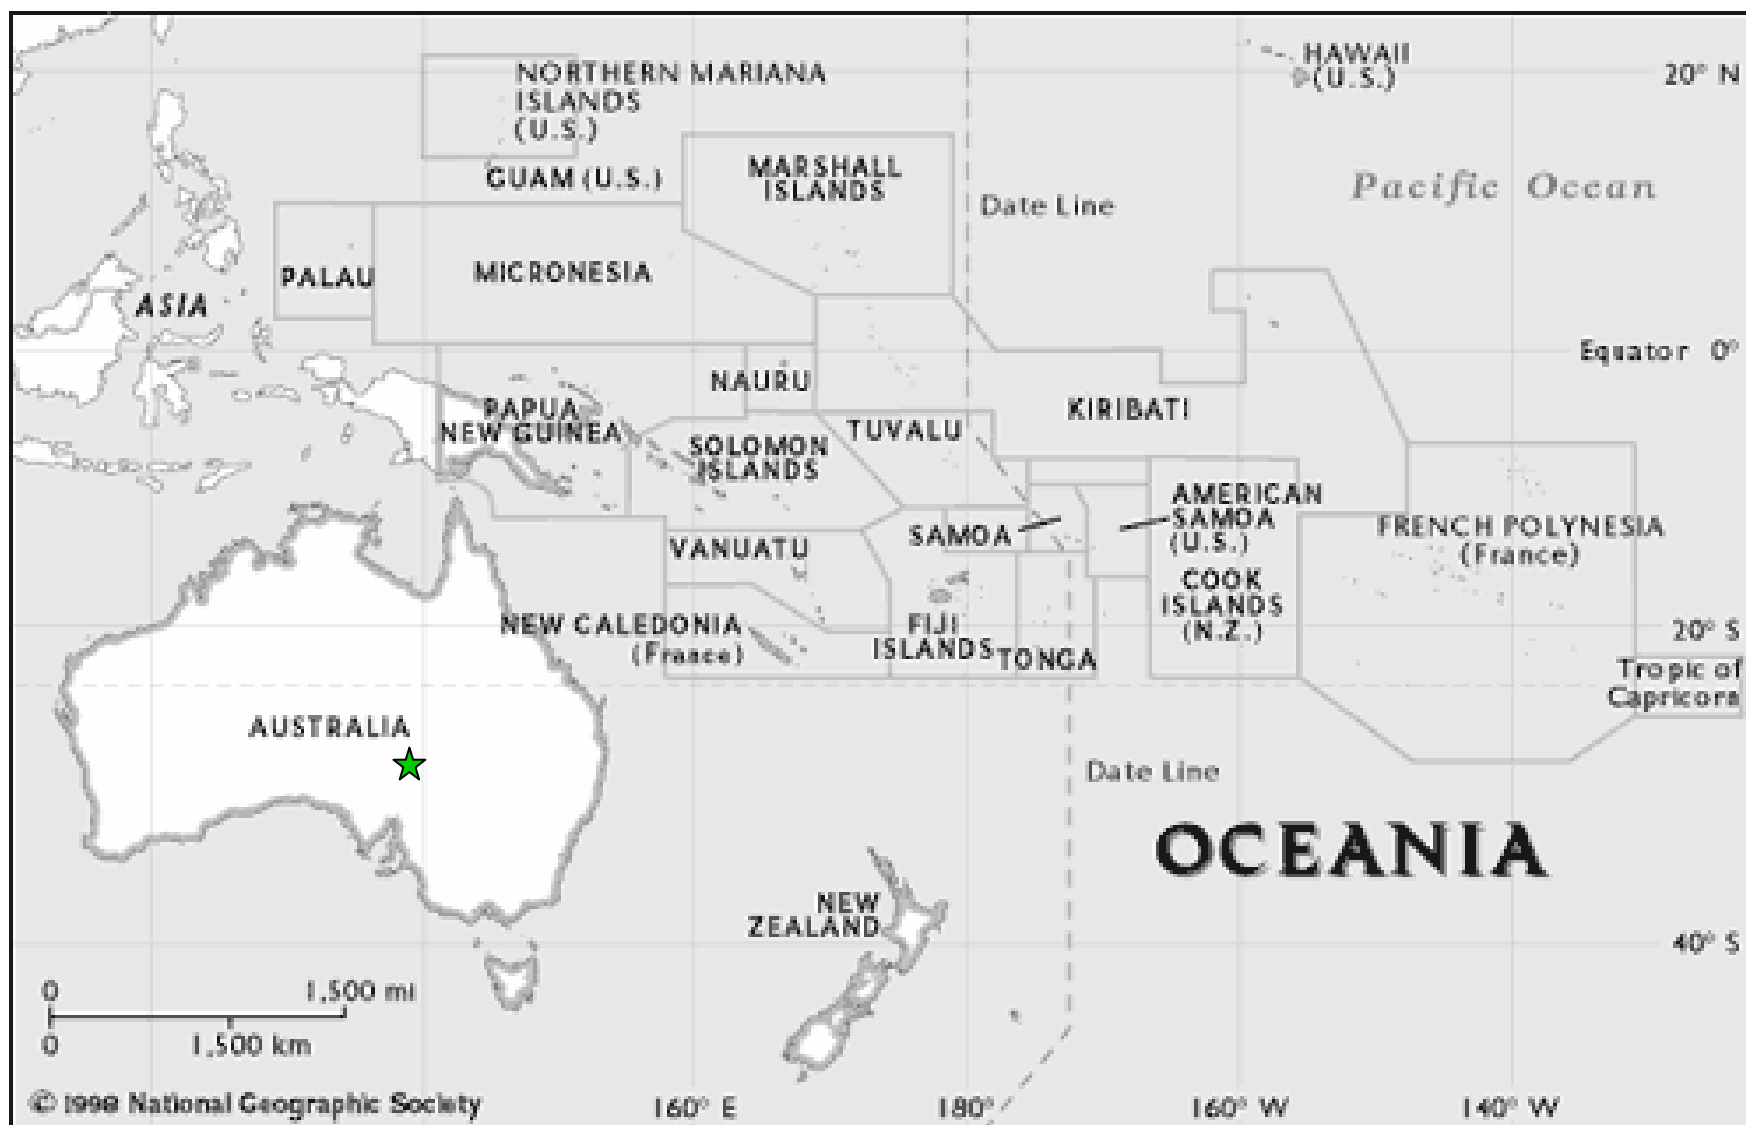 NORTHERN MARIANA
ISLANDS
(U.S.)
HAWAII
(U.S.)
20° N
GUAM (U.S.)
MARSHALL
ISLANDS
Pacific Ocean
Date Line
PALAU
MICRONESIA
ASIA
Equator 0°
NAURU
KIRIBATI
PAPUA
NEW GUINEA
SOLOMON
ISLANDS
TUVALU
AMERICAN
SAMOA
(U.S.)
SAMOA
FRENCH POLYNESIA
(France)
VANUATU
COOK
ISLANDS
(N.Z.)
NEW CALEDONIA
(France)
FIJI
ISLANDS
TONGA
20° S
Tropic of
Capricorn
AUSTRALIA
Date Line
OCEANIA
NEW
ZEALAND
40° S
0 1,500 mi
0 1,500 km
© 1998 National Geographic Society
160° E
180°
160° W
140° W